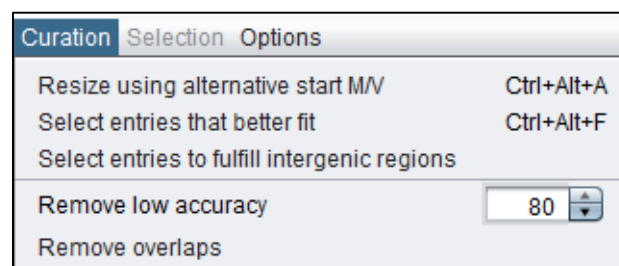 Curation Selection Options
Resize using alternative start M/V Ctrl+Alt+A
Select entries that better fit Ctrl+Alt+F
Select entries to fulfill intergenic regions
Remove low accuracy 80
Remove overlaps